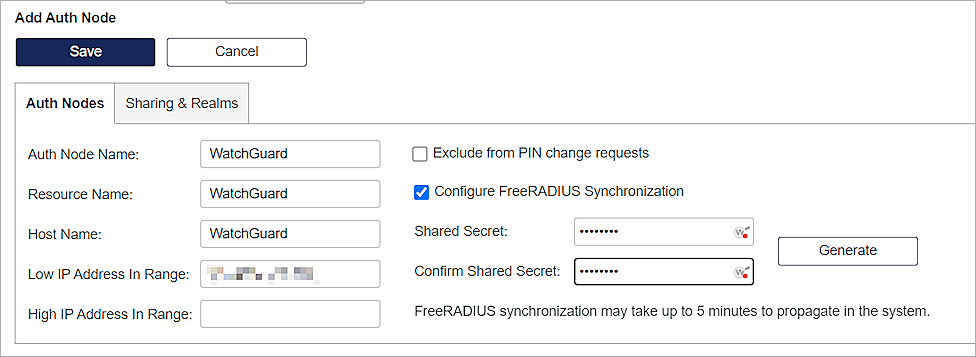 Add Auth Node
Save Cancel
Auth Nodes Sharing & Realms
Auth Node Name: WatchGuard Exclude from PIN change requests
Resource Name: WatchGuard Configure FreeRADIUS Synchronization
Host Name: WatchGuard Shared Secret: ••••••••
Generate
Low IP Address In Range: Confirm Shared Secret: ••••••••
High IP Address In Range: FreeRADIUS synchronization may take up to 5 minutes to propagate in the system.